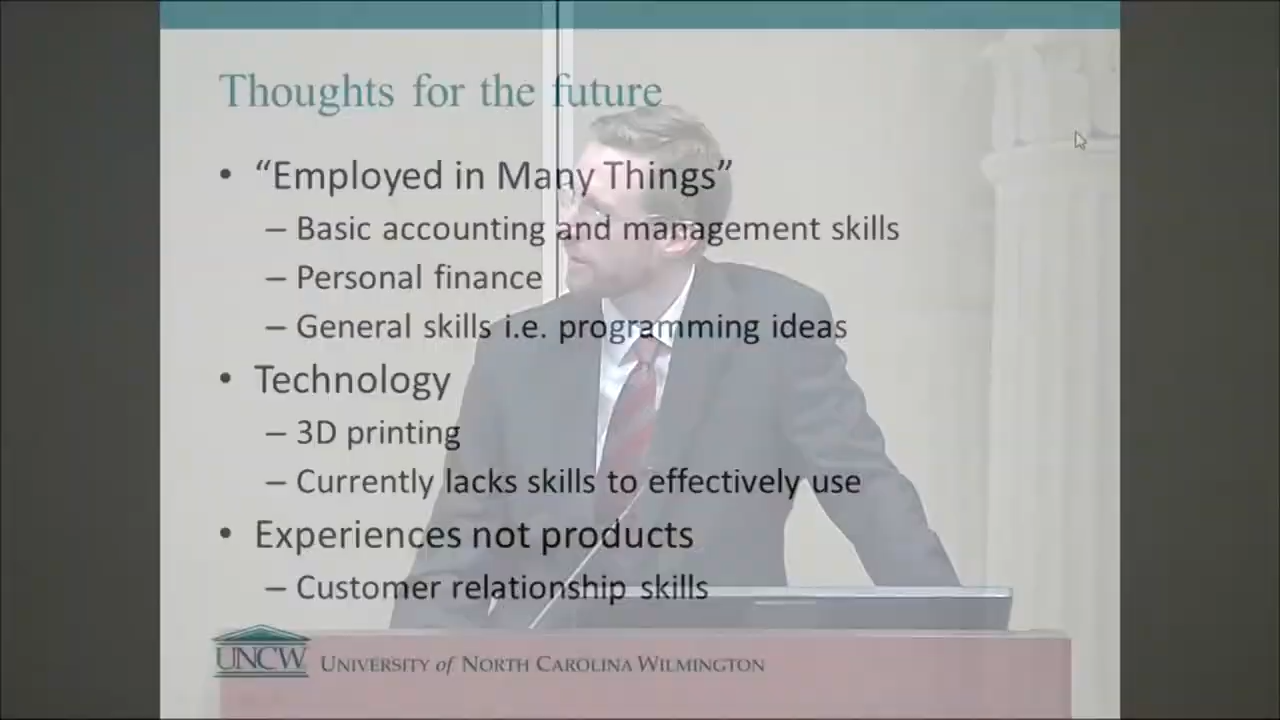 Thoughts for the future
• “Employed in Many Things”
– Basic accounting and management skills
– Personal finance
– General skills i.e. programming ideas
• Technology
– 3D printing
– Currently lacks skills to effectively use
• Experiences not products
– Customer relationship skills
UNCW UNIVERSITY of NORTH CAROLINA WILMINGTON